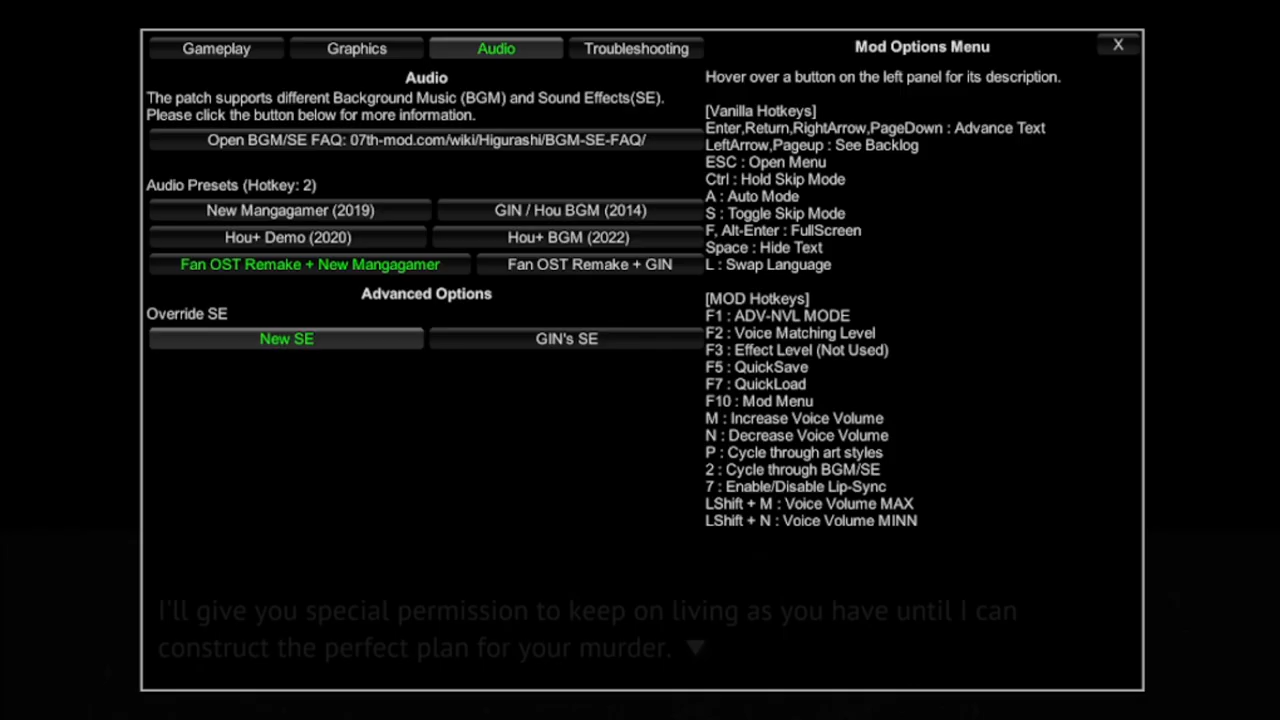 Gameplay
Graphics
Audio
Troubleshooting
Audio
The patch supports different Background Music (BGM) and Sound Effects(SE).
Please click the button below for more information.
Open BGM/SE FAQ: 07th-mod.com/wiki/Higurashi/BGM-SE-FAQ/
Audio Presets (Hotkey: 2)
New Mangagamer (2019)
GIN / Hou BGM (2014)
Hou+ Demo (2020)
Hou+ BGM (2022)
Fan OST Remake + New Mangagamer
Fan OST Remake + GIN
Advanced Options
Override SE
New SE
GIN's SE
Mod Options Menu
X
Hover over a button on the left panel for its description.
[Vanilla Hotkeys]
Enter,Return,RightArrow,PageDown : Advance Text
LeftArrow,Pageup : See Backlog
ESC : Open Menu
Ctrl : Hold Skip Mode
A : Auto Mode
S : Toggle Skip Mode
F, Alt-Enter : FullScreen
Space : Hide Text
L : Swap Language
[MOD Hotkeys]
F1 : ADV-NVL MODE
F2 : Voice Matching Level
F3 : Effect Level (Not Used)
F5 : QuickSave
F7 : QuickLoad
F10 : Mod Menu
M : Increase Voice Volume
N : Decrease Voice Volume
P : Cycle through art styles
2 : Cycle through BGM/SE
7 : Enable/Disable Lip-Sync
LShift + M : Voice Volume MAX
LShift + N : Voice Volume MINN
I'll give you special permission to keep on living as you have until I can
construct the perfect plan for your murder. ▼